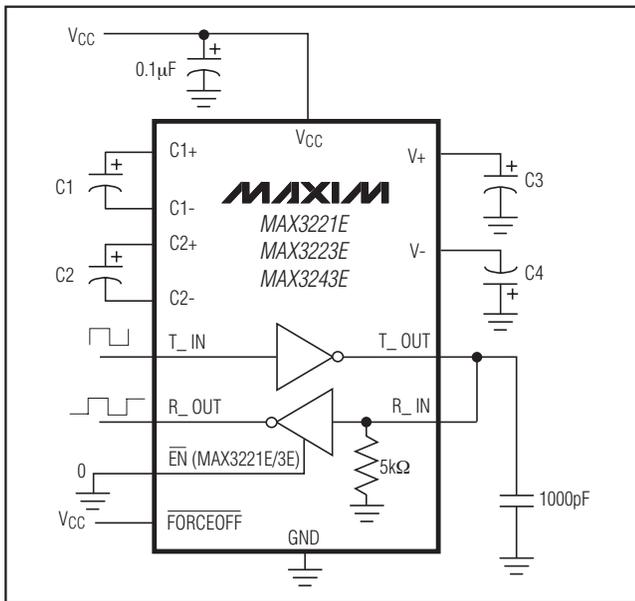 VCC
0.1µF
VCC
C1+
V+
C1
C3
C1-
MAXIM
MAX3221E
C2+
MAX3223E
V-
C2
MAX3243E
C4
C2-
T_ IN
T_ OUT
R_ OUT
R_ IN
0
EN (MAX3221E/3E)
5kΩ
1000pF
VCC
FORCEOFF
GND